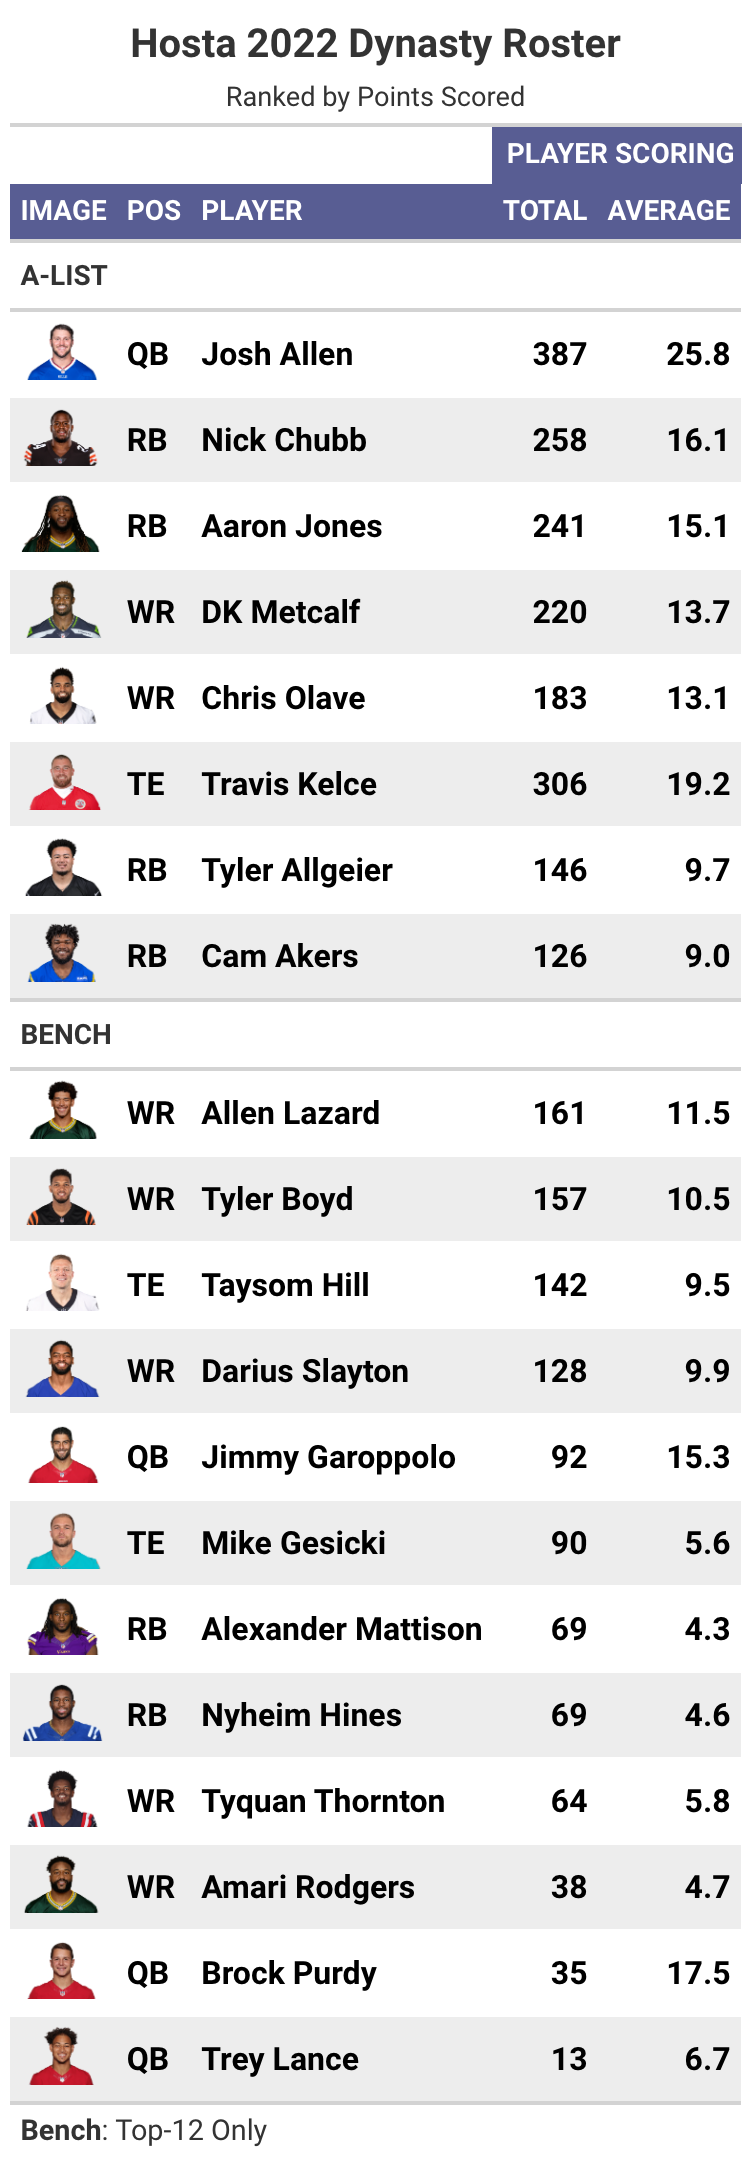 Hosta 2022 Dynasty Roster
Ranked by Points Scored
PLAYER SCORING
IMAGE POS PLAYER TOTAL AVERAGE
A-LIST
QB Josh Allen 387 25.8
RB Nick Chubb 258 16.1
RB Aaron Jones 241 15.1
WR DK Metcalf 220 13.7
WR Chris Olave 183 13.1
TE Travis Kelce 306 19.2
RB Tyler Allgeier 146 9.7
RB Cam Akers 126 9.0
BENCH
WR Allen Lazard 161 11.5
WR Tyler Boyd 157 10.5
TE Taysom Hill 142 9.5
WR Darius Slayton 128 9.9
QB Jimmy Garoppolo 92 15.3
TE Mike Gesicki 90 5.6
RB Alexander Mattison 69 4.3
RB Nyheim Hines 69 4.6
WR Tyquan Thornton 64 5.8
WR Amari Rodgers 38 4.7
QB Brock Purdy 35 17.5
QB Trey Lance 13 6.7
Bench: Top-12 Only